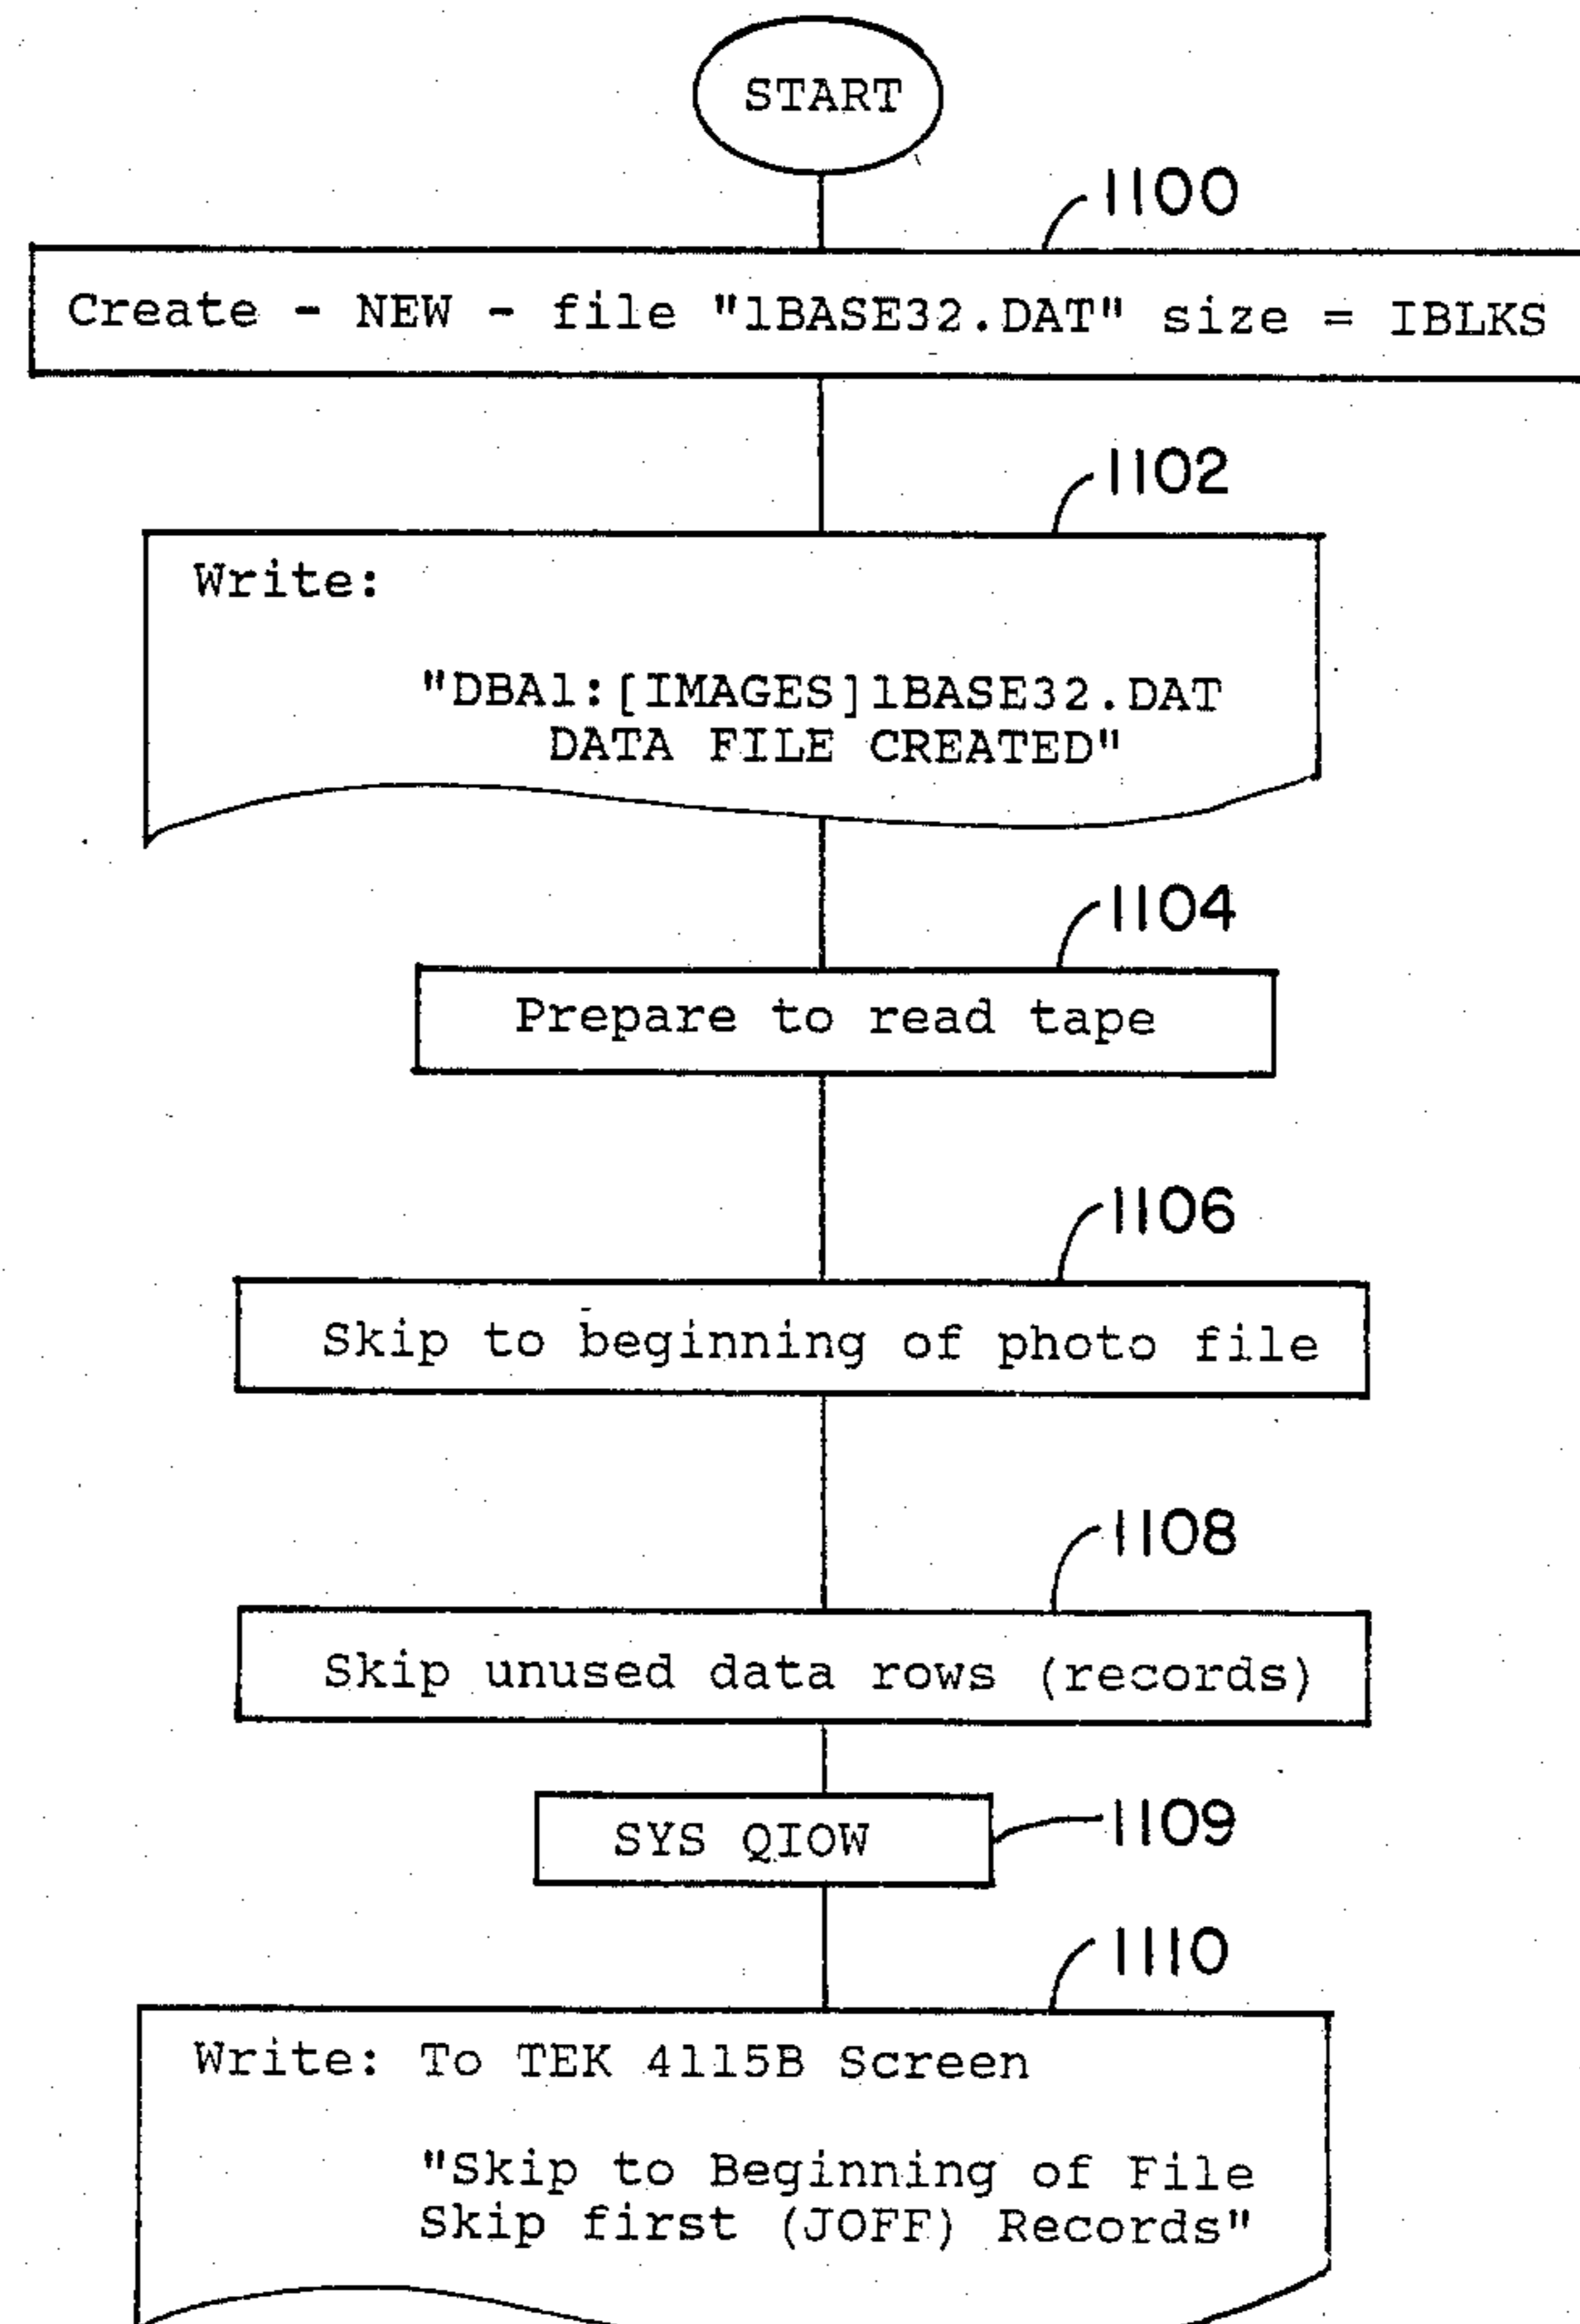 START
1100
Create - NEW - file "1BASE32.DAT" size = IBLKS
1102
Write:
"DBA1:[IMAGES]1BASE32.DAT
DATA FILE CREATED"
1104
Prepare to read tape
1106
Skip to beginning of photo file
1108
Skip unused data rows (records)
SYS QIOW
1109
1110
Write: To TEK 4115B Screen
"Skip to Beginning of File
Skip first (JOFF) Records"